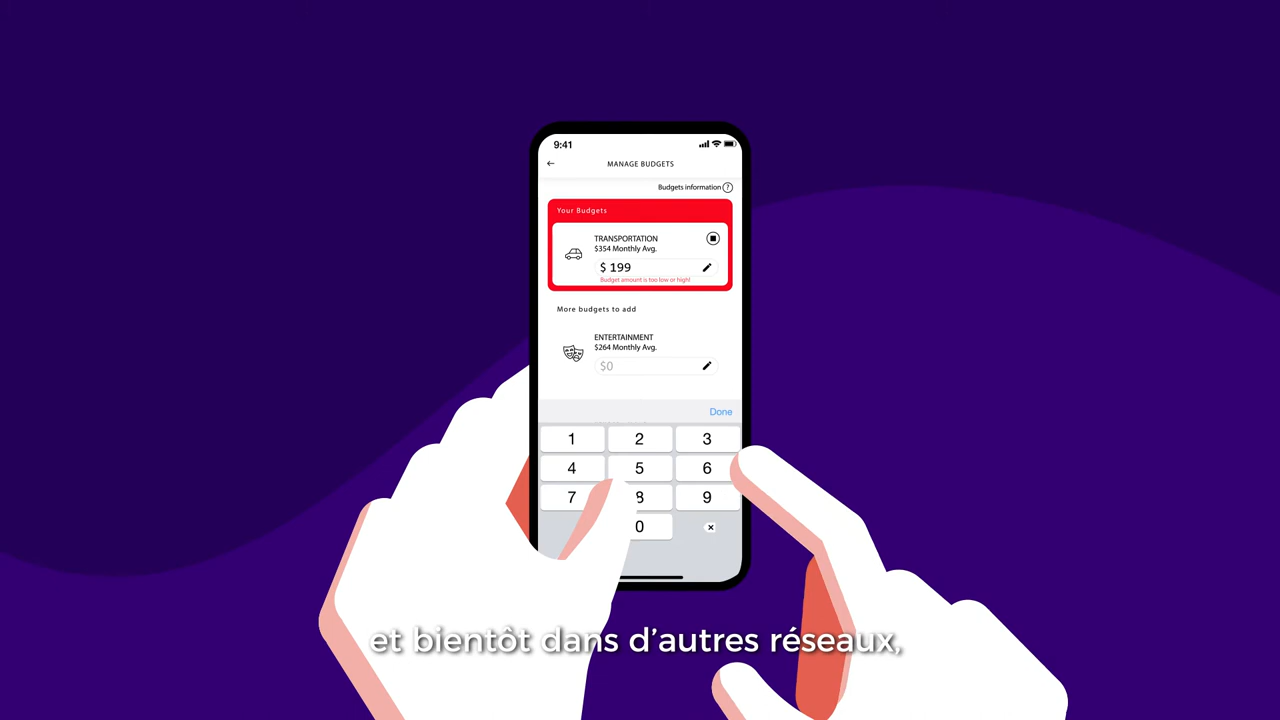 9:41
MANAGE BUDGETS
Budgets information ?
Your Budgets
TRANSPORTATION
$354 Monthly Avg.
$ 199
Budget amount is too low or high!
More budgets to add
ENTERTAINMENT
$264 Monthly Avg.
$0
Done
1 2 3
4 5 6
7 8 9
0
et bientôt dans d’autres réseaux,